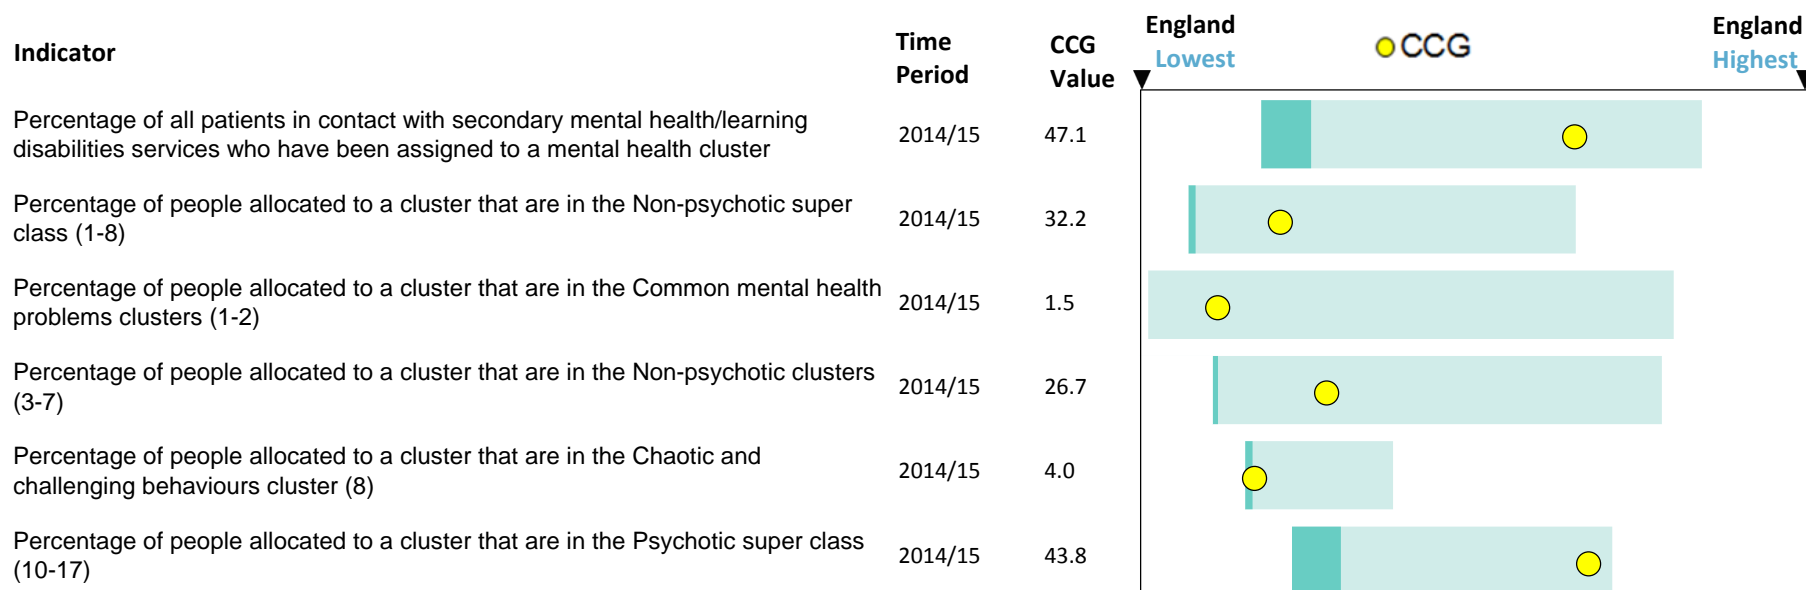 Indicator
Time
Period
CCG
Value
England
Lowest
CCG
England
Highest
Percentage of all patients in contact with secondary mental health/learning
disabilities services who have been assigned to a mental health cluster
2014/15
47.1
Percentage of people allocated to a cluster that are in the Non-psychotic super
class (1-8)
2014/15
32.2
Percentage of people allocated to a cluster that are in the Common mental health
problems clusters (1-2)
2014/15
1.5
Percentage of people allocated to a cluster that are in the Non-psychotic clusters
(3-7)
2014/15
26.7
Percentage of people allocated to a cluster that are in the Chaotic and
challenging behaviours cluster (8)
2014/15
4.0
Percentage of people allocated to a cluster that are in the Psychotic super class
(10-17)
2014/15
43.8